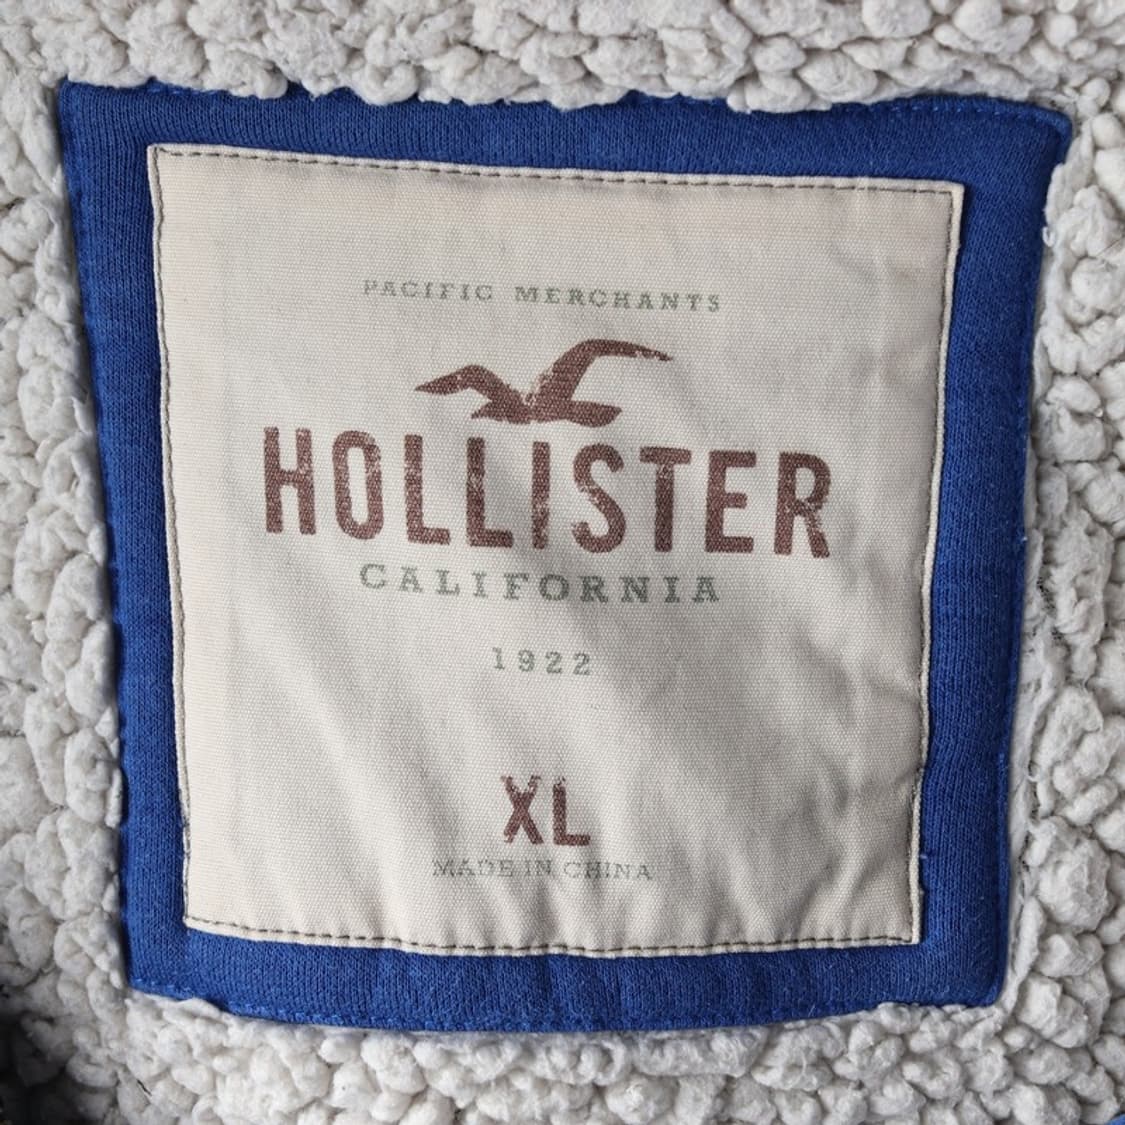 PACIFIC MERCHANTS
HOLLISTER
CALIFORNIA
1922
XL
MADE IN CHINA